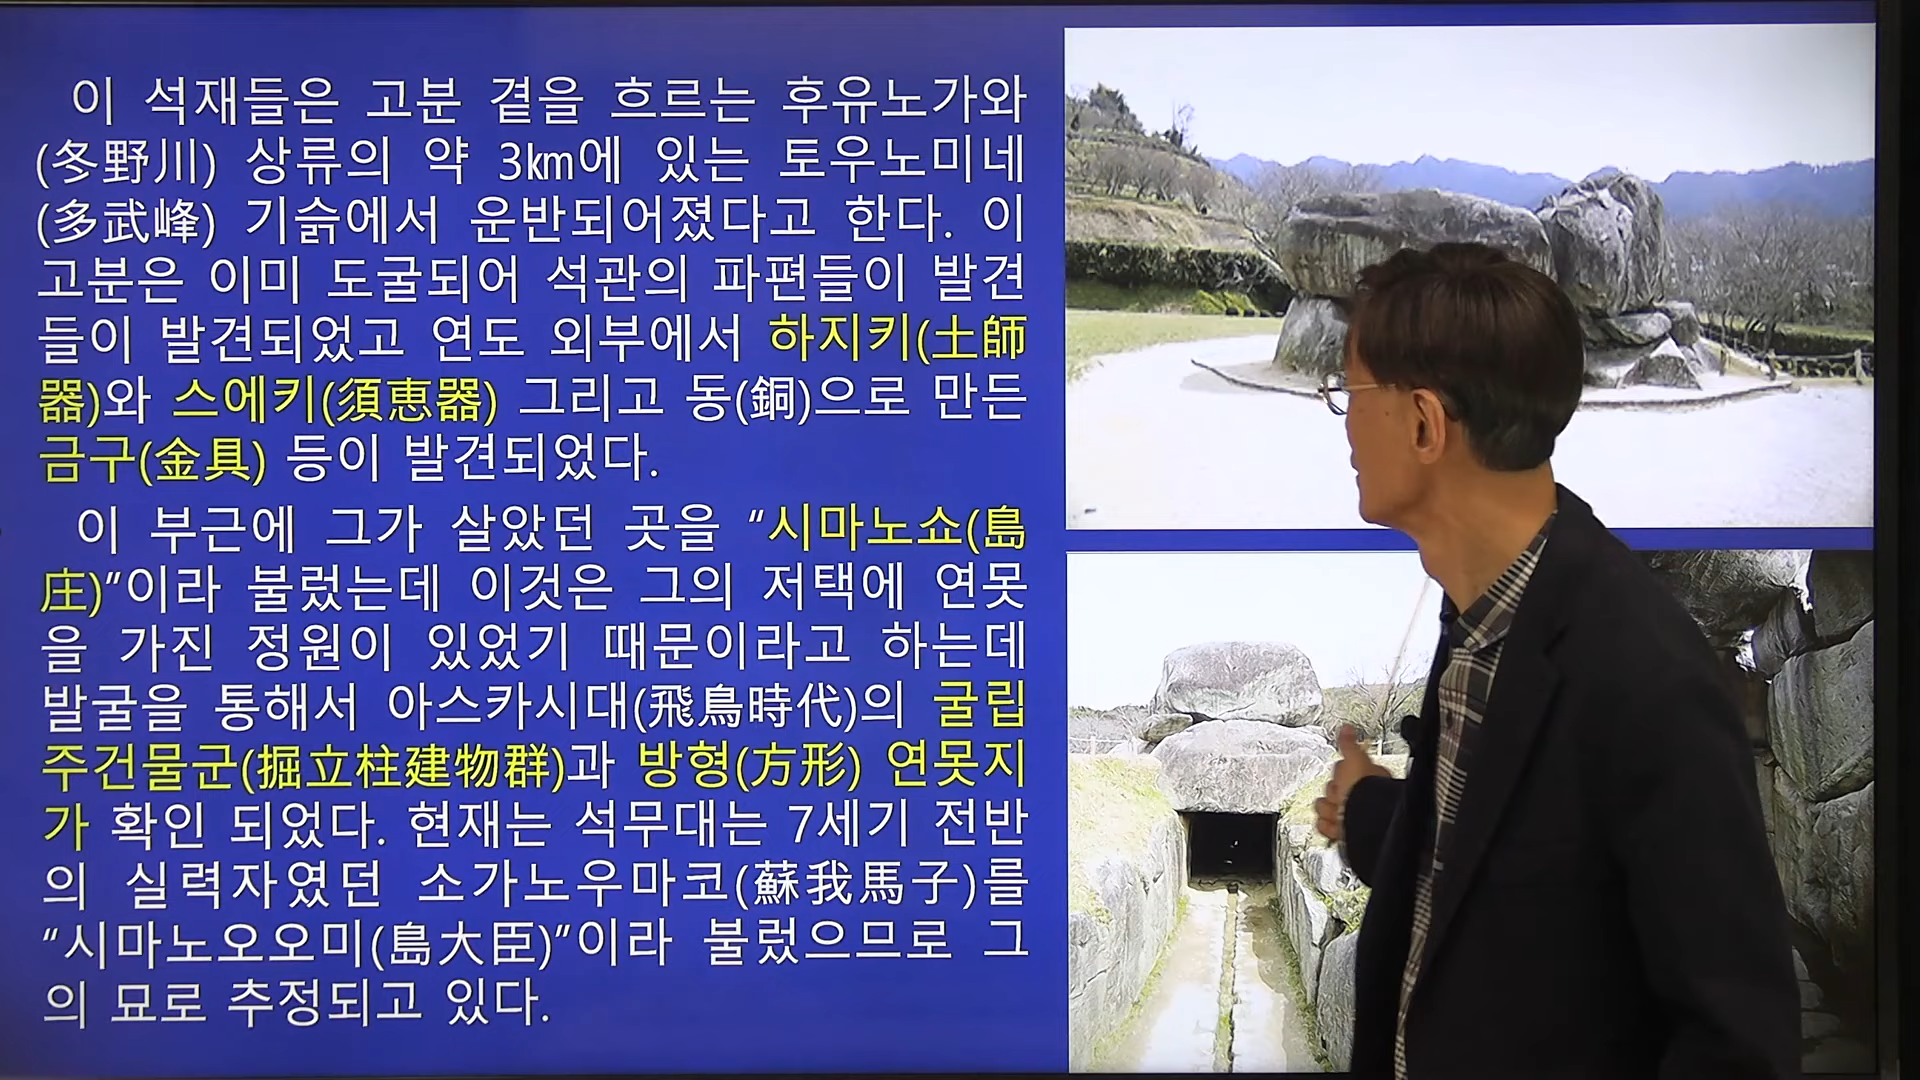 이 석재들은 고분 곁을 흐르는 후유노가와
(冬野川) 상류의 약 3㎞에 있는 토우노미네
(多武峰) 기슭에서 운반되어졌다고 한다. 이
고분은 이미 도굴되어 석관의 파편들이 발견
들이 발견되었고 연도 외부에서 하지키(土師
器)와 스에키(須恵器) 그리고 동(銅)으로 만든
금구(金具) 등이 발견되었다.
이 부근에 그가 살았던 곳을 “시마노쇼(島
庄)”이라 불렀는데 이것은 그의 저택에 연못
을 가진 정원이 있었기 때문이라고 하는데
발굴을 통해서 아스카시대(飛鳥時代)의 굴립
주건물군(掘立柱建物群)과 방형(方形) 연못지
가 확인 되었다. 현재는 석무대는 7세기 전반
의 실력자였던 소가노우마코(蘇我馬子)를
“시마노오오미(島大臣)”이라 불렀으므로 그
의 묘로 추정되고 있다.